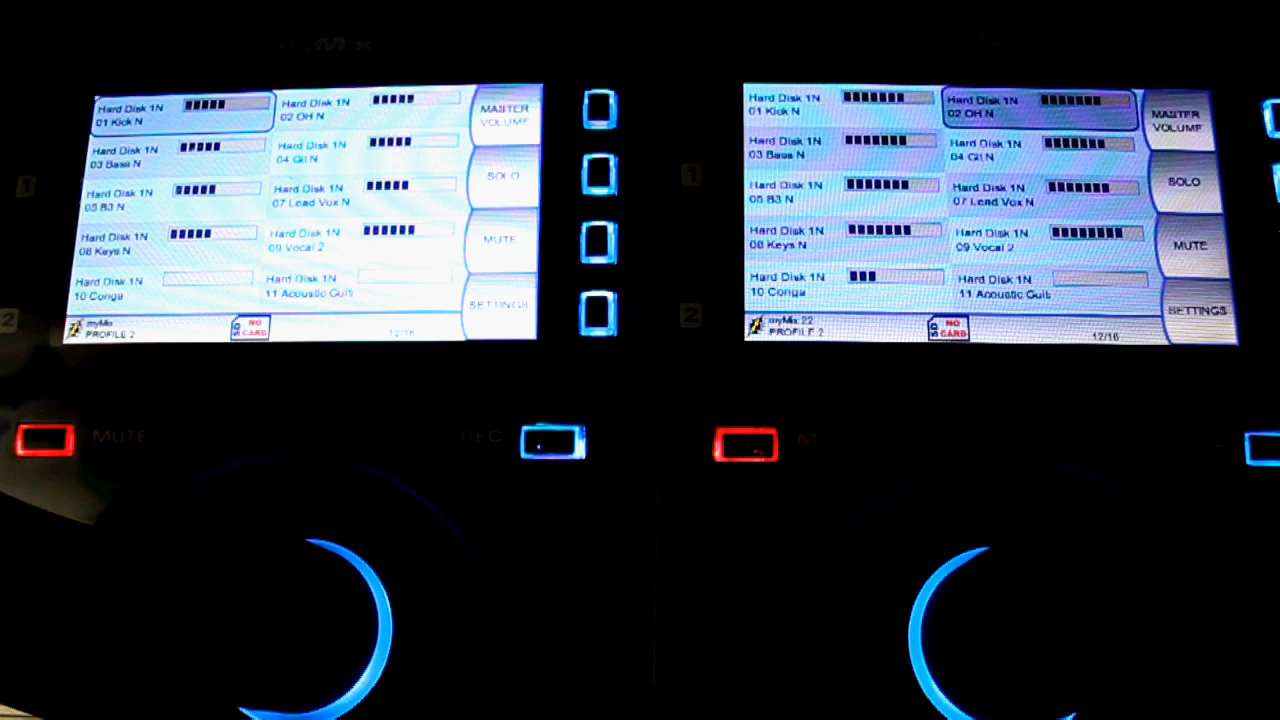 myMix
Hard Disk 1N
01 Kick N
Hard Disk 1N
02 OH N
MASTER
VOLUME
Hard Disk 1N
03 Bass N
Hard Disk 1N
04 Git N
SOLO
1
Hard Disk 1N
05 B3 N
Hard Disk 1N
07 Lead Vox N
MUTE
Hard Disk 1N
08 Keys N
Hard Disk 1N
09 Vocal 2
SETTINGS
2
Hard Disk 1N
10 Conga
Hard Disk 1N
11 Acoustic Guit
myMix
PROFILE 2
SD NO
CARD
12/16
MUTE
REC
Hard Disk 1N
01 Kick N
Hard Disk 1N
02 OH N
MASTER
VOLUME
Hard Disk 1N
03 Bass N
Hard Disk 1N
04 Git N
SOLO
1
Hard Disk 1N
05 B3 N
Hard Disk 1N
07 Lead Vox N
MUTE
Hard Disk 1N
08 Keys N
Hard Disk 1N
09 Vocal 2
SETTINGS
2
Hard Disk 1N
10 Conga
Hard Disk 1N
11 Acoustic Guit
myMix 22
PROFILE 2
SD NO
CARD
12/16